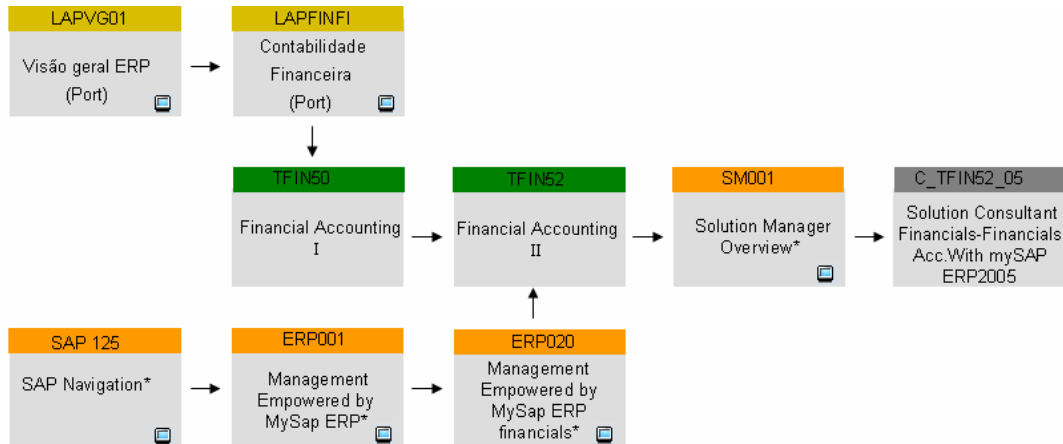 LAPVG01
Visão geral ERP
(Port)
LAPFINFI
Contabilidade
Financeira
(Port)
TFIN50
Financial Accounting
I
TFIN52
Financial Accounting
II
SM001
Solution Manager
Overview*
C_TFIN52_05
Solution Consultant
Financials-Financials
Acc.With mySAP
ERP2005
SAP 125
SAP Navigation*
ERP001
Management
Empowered by
MySap ERP*
ERP020
Management
Empowered by
MySap ERP
financials*